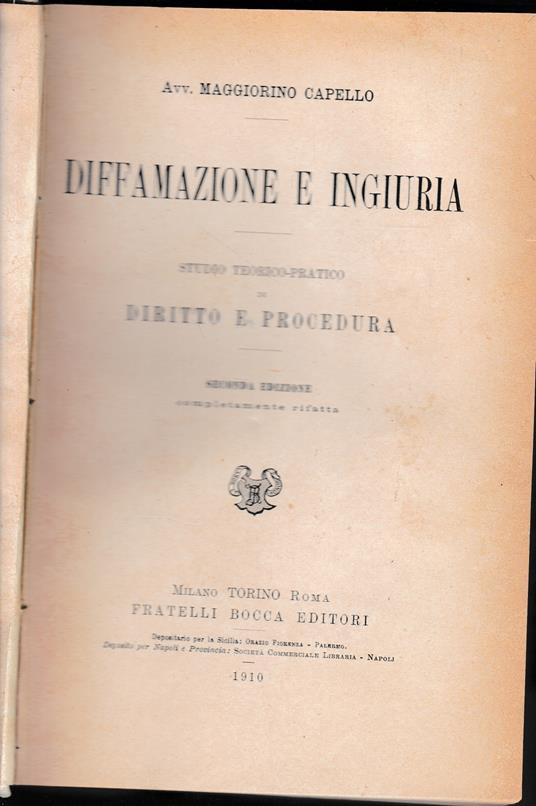 Avv. MAGGIORINO CAPELLO
DIFFAMAZIONE E INGIURIA
STUDIO TEORICO-PRATICO
DI
DIRITTO E PROCEDURA
SECONDA EDIZIONE
completamente rifatta
MILANO TORINO ROMA
FRATELLI BOCCA EDITORI
Depositario per la Sicilia: ORAZIO FIORENZA - PALERMO.
Deposito per Napoli e Provincia: SOCIETÀ COMMERCIALE LIBRARIA - NAPOLI
1910